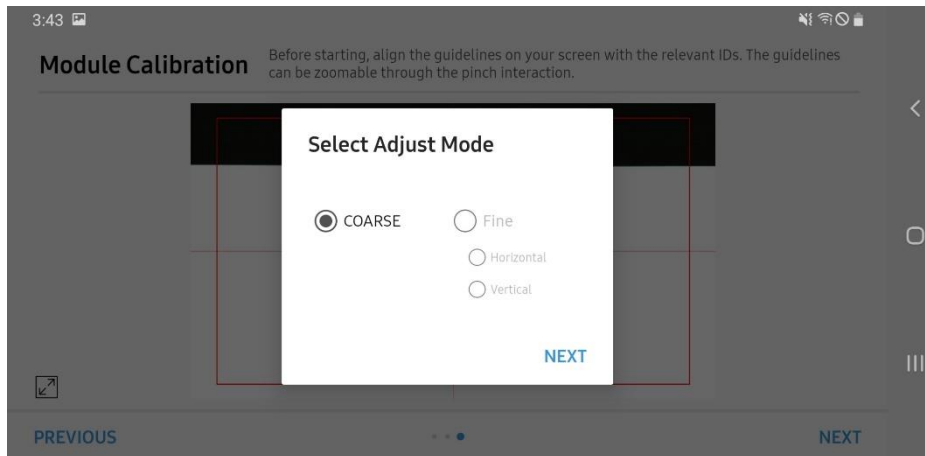 3:43
Module Calibration
Before starting, align the guidelines on your screen with the relevant IDs. The guidelines
can be zoomable through the pinch interaction.
Select Adjust Mode
COARSE
Fine
Horizontal
Vertical
NEXT
PREVIOUS
NEXT